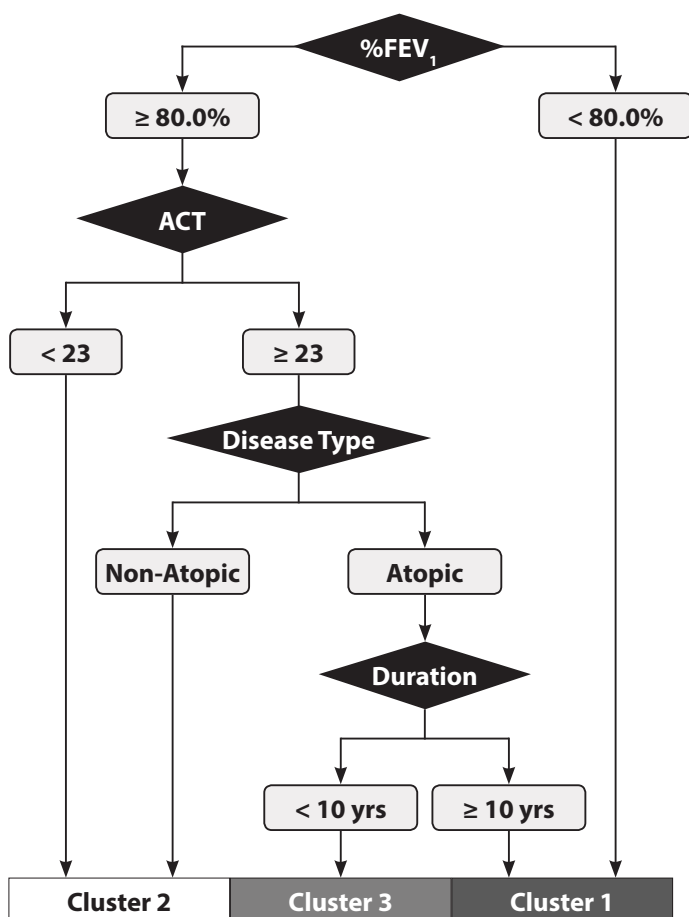 %FEV₁
≥ 80.0%
< 80.0%
ACT
< 23
≥ 23
Disease Type
Non-Atopic
Atopic
Duration
< 10 yrs
≥ 10 yrs
Cluster 2
Cluster 3
Cluster 1